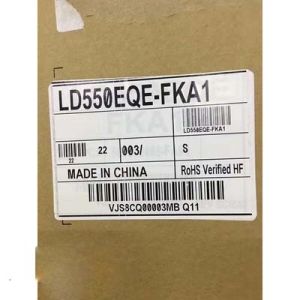 LD550EQE-FKA1
LD550EQE-FKA1
22 22 003/ S
MADE IN CHINA RoHS Verified HF
VJS8CQ00003MB Q11